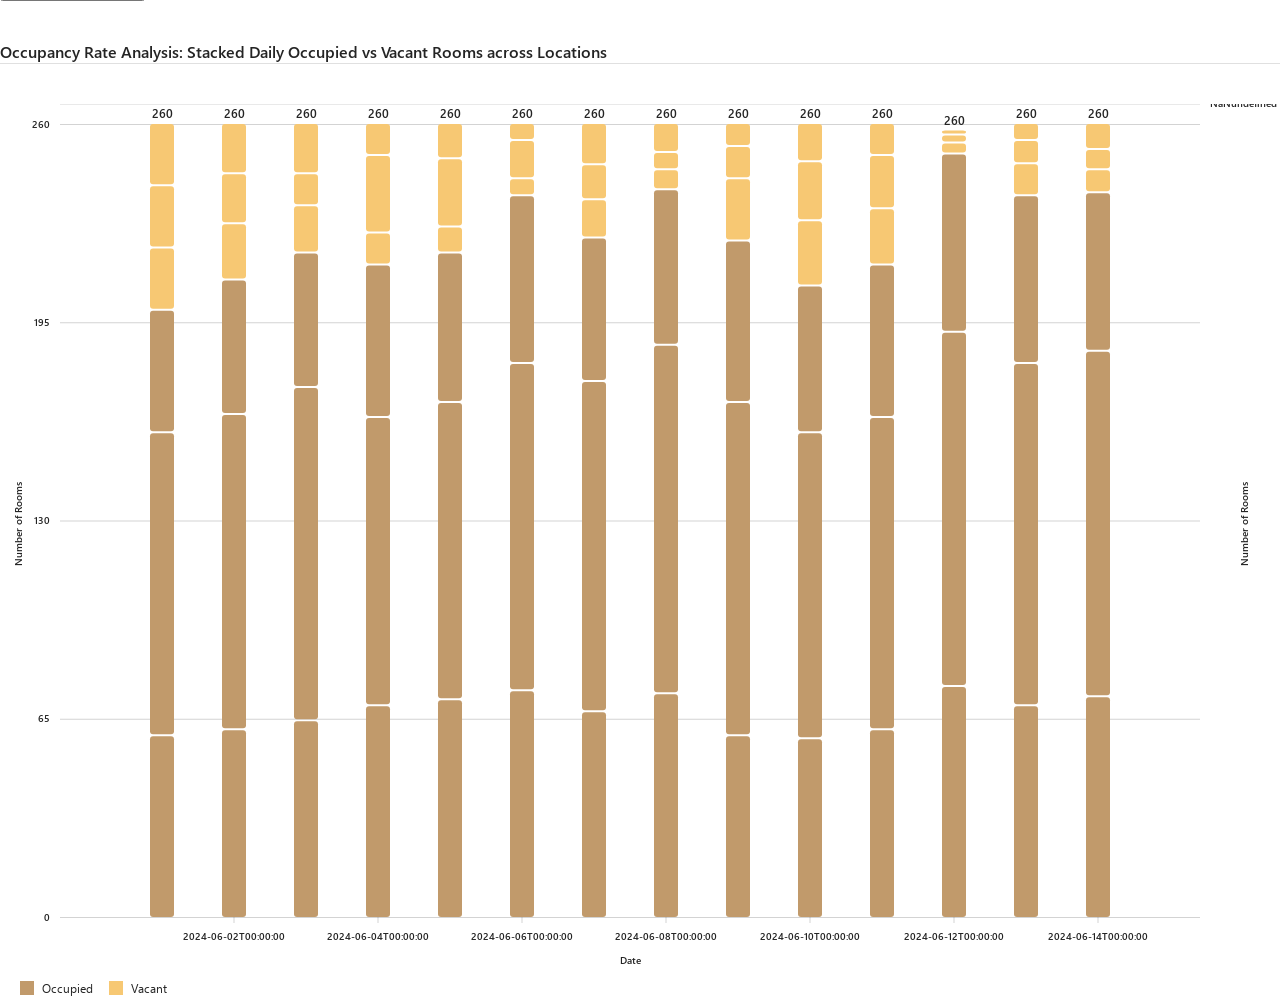 Occupancy Rate Analysis: Stacked Daily Occupied vs Vacant Rooms across Locations
NaNundefined
260 260 260 260 260 260 260 260 260 260 260 260 260 260
260
195
130
65
0
Number of Rooms
Number of Rooms
2024-06-02T00:00:00 2024-06-04T00:00:00 2024-06-06T00:00:00 2024-06-08T00:00:00 2024-06-10T00:00:00 2024-06-12T00:00:00 2024-06-14T00:00:00
Date
Occupied Vacant